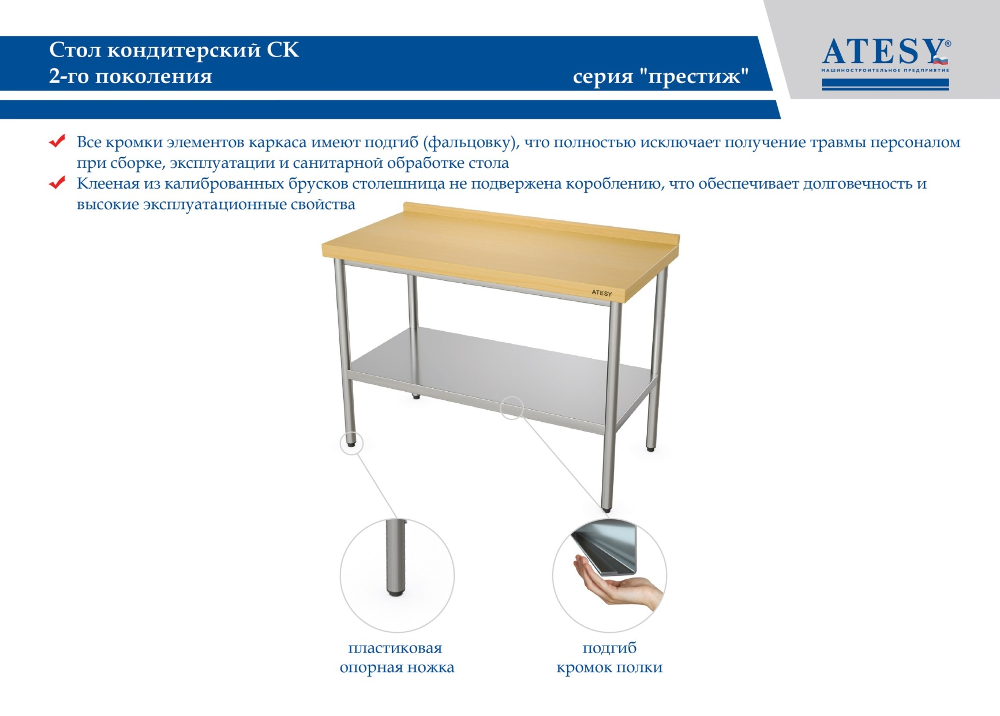 Стол кондитерский СК
2-го поколения
серия "престиж"
ATESY®
МАШИНОСТРОИТЕЛЬНОЕ ПРЕДПРИЯТИЕ
Все кромки элементов каркаса имеют подгиб (фальцовку), что полностью исключает получение травмы персоналом
при сборке, эксплуатации и санитарной обработке стола
Клееная из калиброванных брусков столешница не подвержена короблению, что обеспечивает долговечность и
высокие эксплуатационные свойства
ATESY
пластиковая
опорная ножка
подгиб
кромок полки